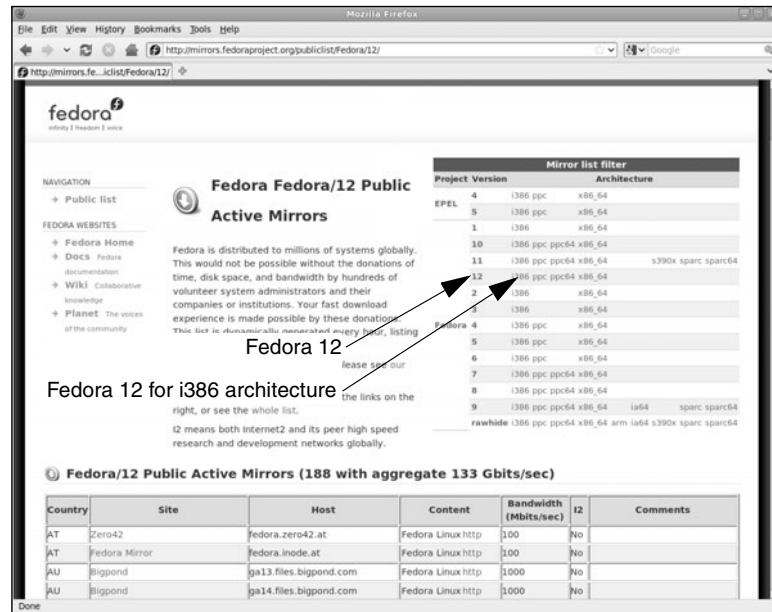 Mozilla Firefox
File Edit View History Bookmarks Tools Help
http://mirrors.fedoraproject.org/publiclist/Fedora/12/
Google
http://mirrors.fe...iclist/Fedora/12/
fedora
infinity | freedom | voice
NAVIGATION
Public list
FEDORA WEBSITES
Fedora Home
Docs Fedora documentation
Wiki Collaborative knowledge
Planet The voices of the community
Fedora Fedora/12 Public
Active Mirrors
Fedora is distributed to millions of systems globally.
This would not be possible without the donations of
time, disk space, and bandwidth by hundreds of
volunteer system administrators and their
companies or institutions. Your fast download
experience is made possible by these donations.
This list is dynamically generated every hour, listing
Fedora 12
lease see our
Fedora 12 for i386 architecture
the links on the
right, or see the whole list.
I2 means both Internet2 and its peer high speed
research and development networks globally.
Mirror list filter
Project Version Architecture
EPEL
4 i386 ppc x86_64
5 i386 ppc x86_64
Fedora
1 i386 x86_64
10 i386 ppc ppc64 x86_64
11 i386 ppc ppc64 x86_64 s390x sparc sparc64
12 i386 ppc ppc64 x86_64
2 i386 x86_64
3 i386 x86_64
4 i386 ppc x86_64
5 i386 ppc x86_64
6 i386 ppc x86_64
7 i386 ppc ppc64 x86_64
8 i386 ppc ppc64 x86_64
9 i386 ppc ppc64 x86_64 ia64 sparc sparc64
rawhide i386 ppc ppc64 x86_64 arm ia64 s390x sparc sparc64
Fedora/12 Public Active Mirrors (188 with aggregate 133 Gbits/sec)
Country Site Host Content Bandwidth (Mbits/sec) I2 Comments
AT Zero42 fedora.zero42.at Fedora Linux http 100 No
AT Fedora Mirror fedora.inode.at Fedora Linux http 100 No
AU Bigpond ga13.files.bigpond.com Fedora Linux http 1000 No
AU Bigpond ga14.files.bigpond.com Fedora Linux http 1000 No
Done